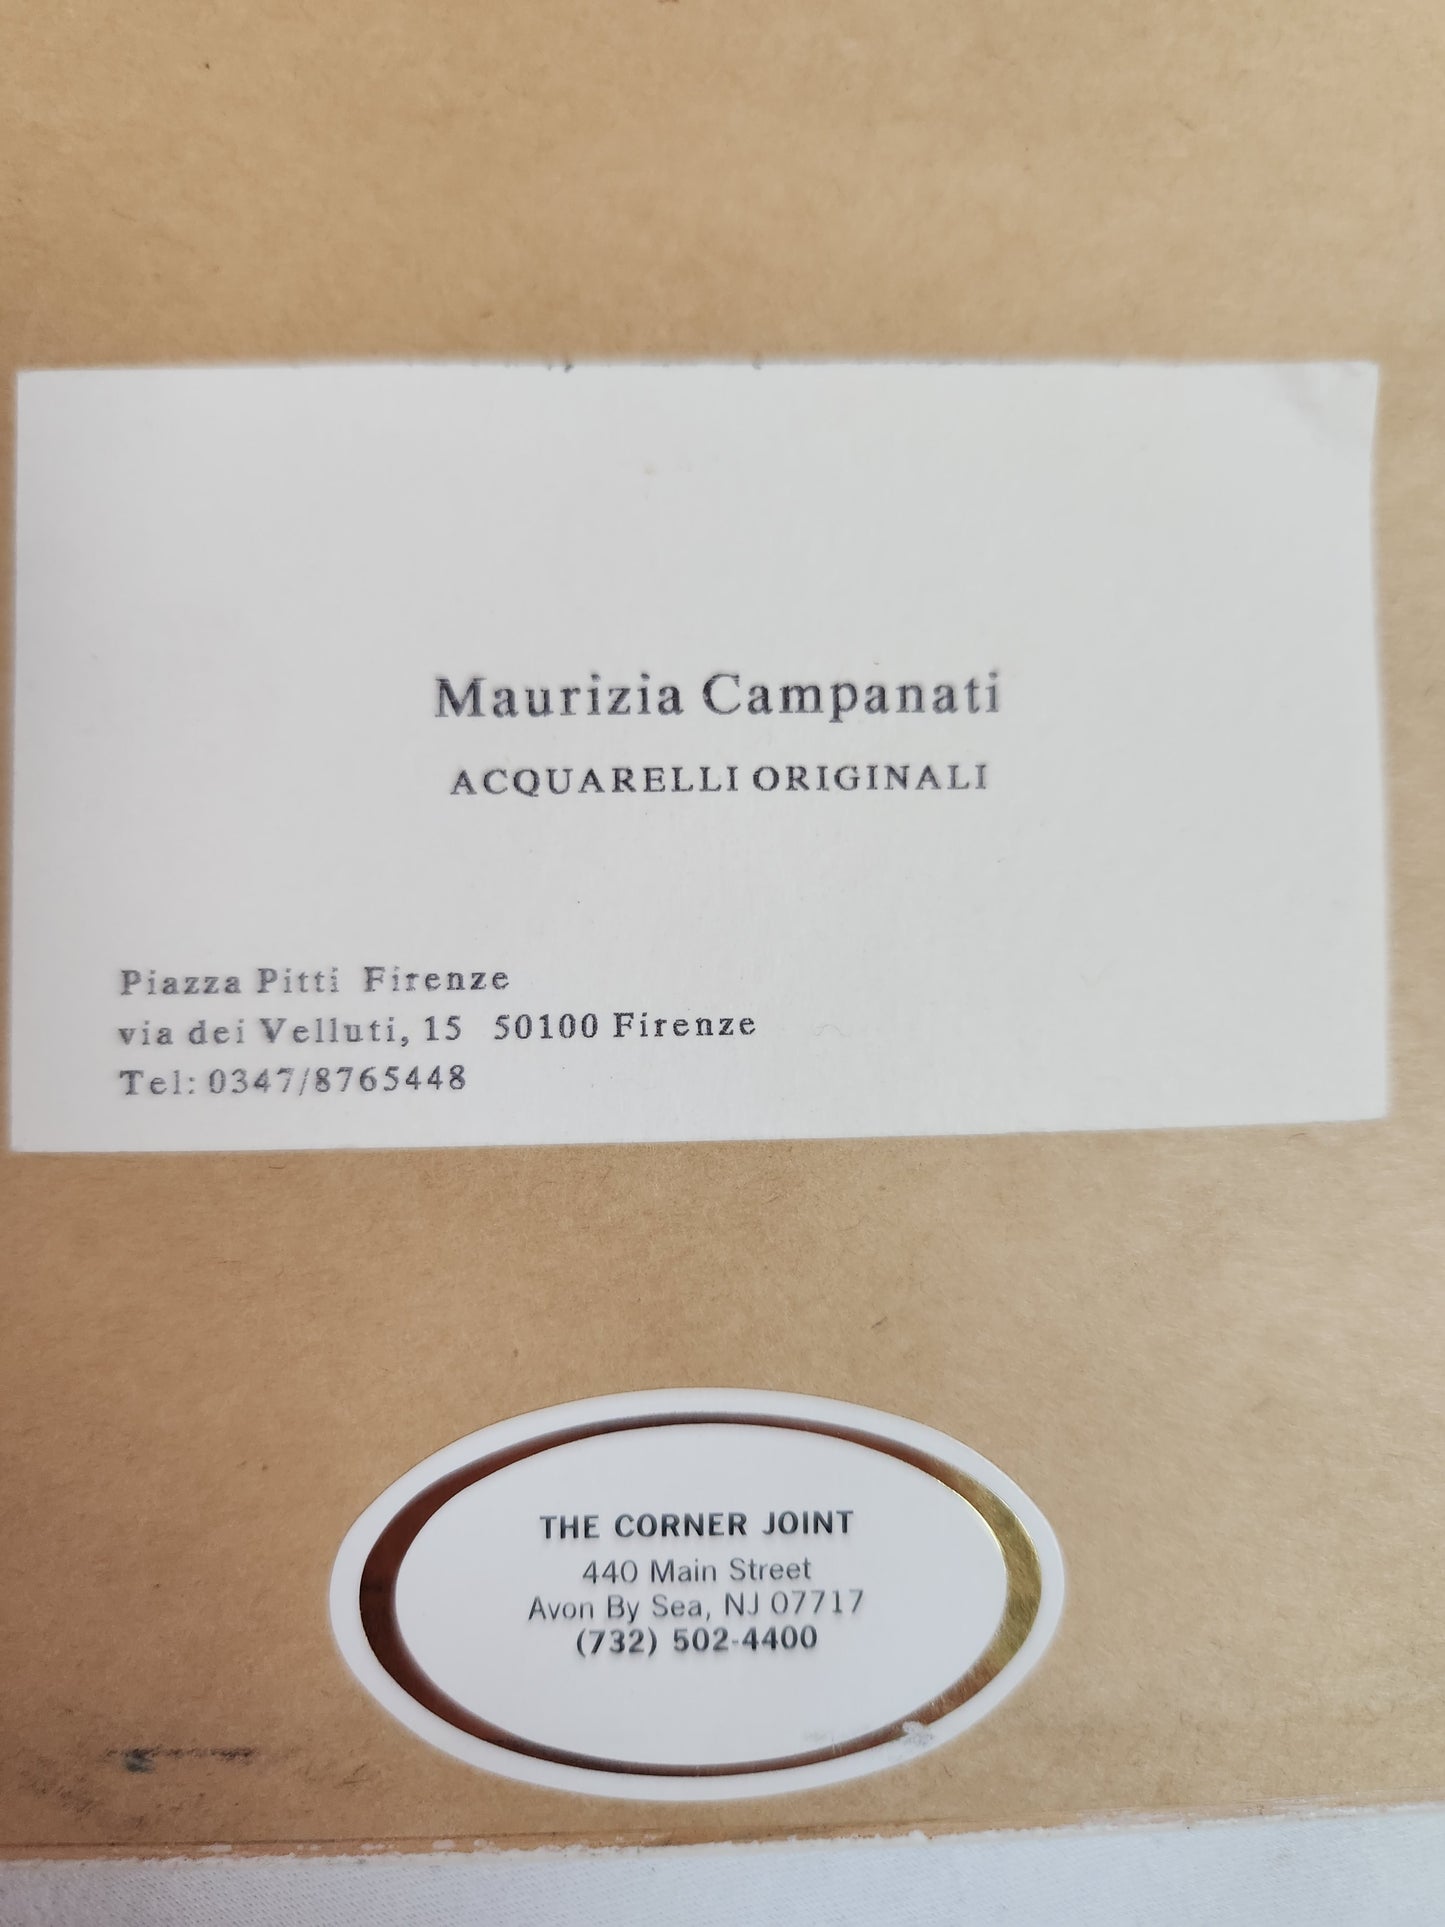 Maurizia Campanati
ACQUARELLI ORIGINALI
Piazza Pitti Firenze
via dei Velluti, 15 50100 Firenze
Tel: 0347/8765448
THE CORNER JOINT
440 Main Street
Avon By Sea, NJ 07717
(732) 502-4400